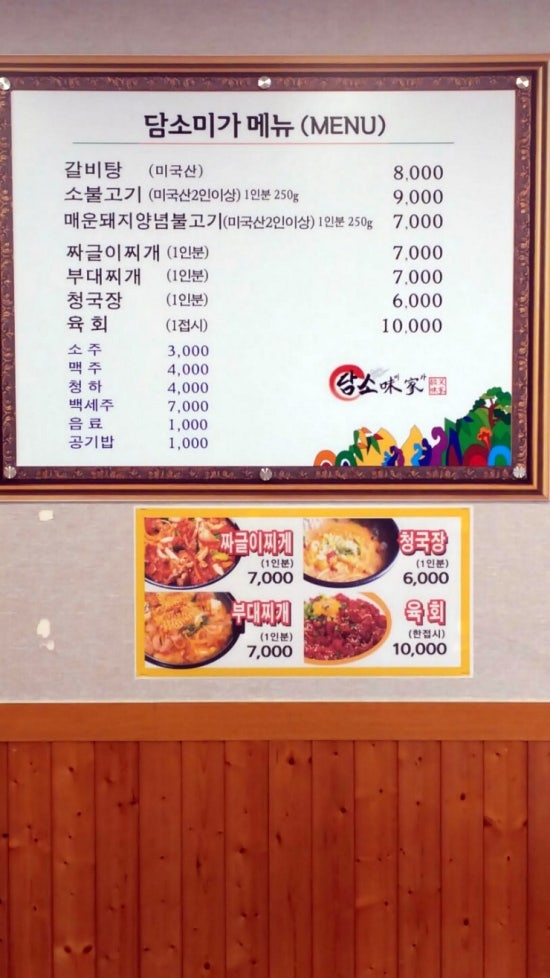 담소미가 메뉴 (MENU)
갈비탕 (미국산) 8,000
소불고기 (미국산2인이상) 1인분 250g 9,000
매운돼지양념불고기(미국산2인이상) 1인분 250g 7,000
짜글이찌개 (1인분) 7,000
부대찌개 (1인분) 7,000
청국장 (1인분) 6,000
육 회 (1접시) 10,000
소 주 3,000
맥 주 4,000
청 하 4,000
백세주 7,000
음 료 1,000
공기밥 1,000
담소味家
짜글이찌게
(1인분)
7,000
청국장
(1인분)
6,000
부대찌개
(1인분)
7,000
육 회
(한접시)
10,000